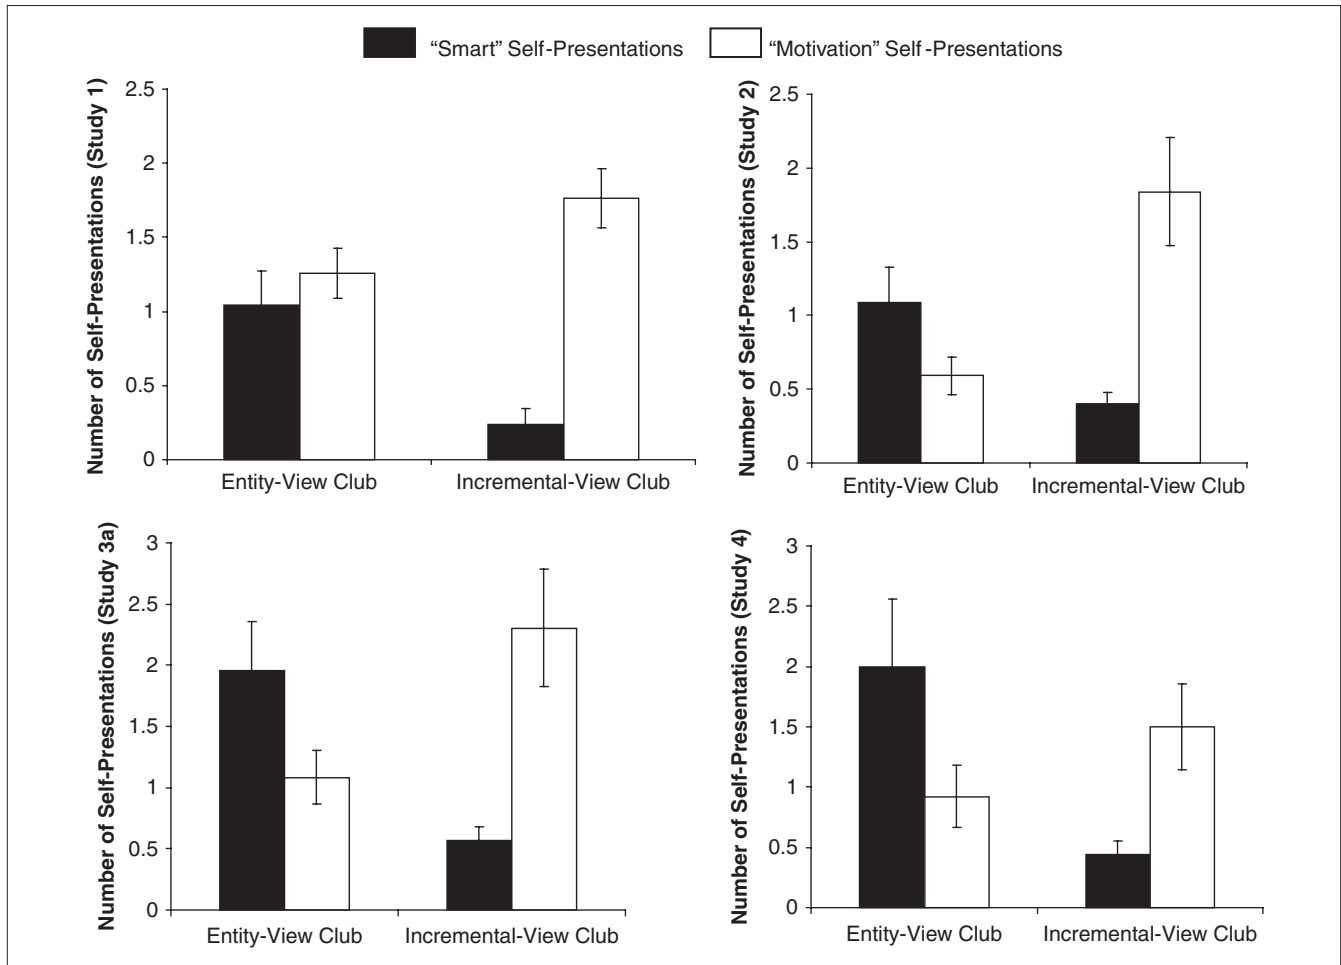 “Smart” Self-Presentations
“Motivation” Self-Presentations
Number of Self-Presentations (Study 1)
2.5
2
1.5
1
0.5
0
Entity-View Club
Incremental-View Club
Number of Self-Presentations (Study 2)
2.5
2
1.5
1
0.5
0
Entity-View Club
Incremental-View Club
Number of Self-Presentations (Study 3a)
3
2.5
2
1.5
1
0.5
0
Entity-View Club
Incremental-View Club
Number of Self-Presentations (Study 4)
3
2.5
2
1.5
1
0.5
0
Entity-View Club
Incremental-View Club